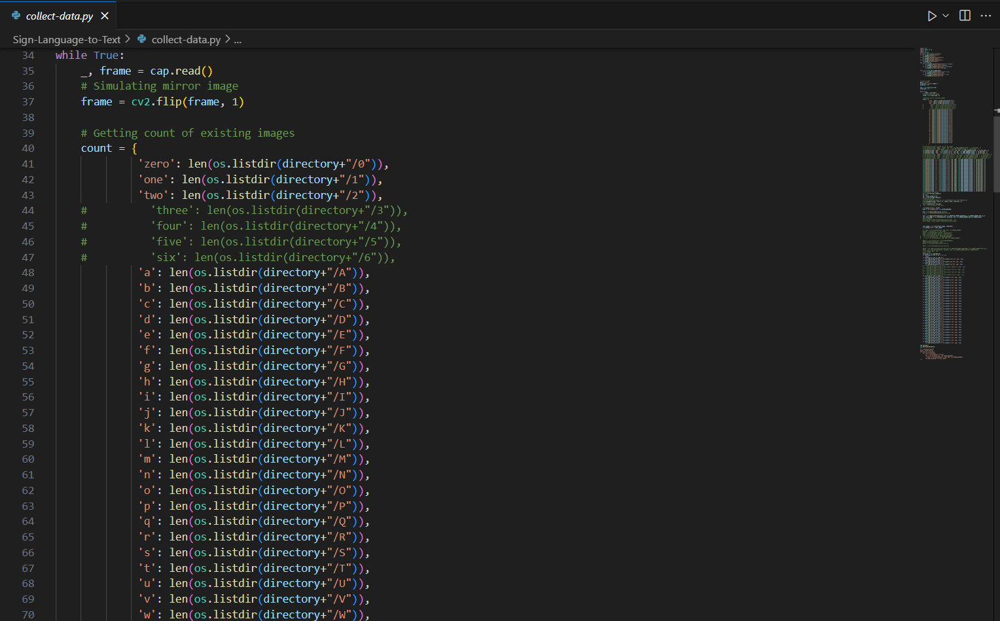 collect-data.py
Sign-Language-to-Text > collect-data.py > ...
34 while True:
35     _, frame = cap.read()
36     # Simulating mirror image
37     frame = cv2.flip(frame, 1)
38
39     # Getting count of existing images
40     count = {
41              'zero': len(os.listdir(directory+"/0")),
42              'one': len(os.listdir(directory+"/1")),
43              'two': len(os.listdir(directory+"/2")),
44     #          'three': len(os.listdir(directory+"/3")),
45     #          'four': len(os.listdir(directory+"/4")),
46     #          'five': len(os.listdir(directory+"/5")),
47     #          'six': len(os.listdir(directory+"/6")),
48              'a': len(os.listdir(directory+"/A")),
49              'b': len(os.listdir(directory+"/B")),
50              'c': len(os.listdir(directory+"/C")),
51              'd': len(os.listdir(directory+"/D")),
52              'e': len(os.listdir(directory+"/E")),
53              'f': len(os.listdir(directory+"/F")),
54              'g': len(os.listdir(directory+"/G")),
55              'h': len(os.listdir(directory+"/H")),
56              'i': len(os.listdir(directory+"/I")),
57              'j': len(os.listdir(directory+"/J")),
58              'k': len(os.listdir(directory+"/K")),
59              'l': len(os.listdir(directory+"/L")),
60              'm': len(os.listdir(directory+"/M")),
61              'n': len(os.listdir(directory+"/N")),
62              'o': len(os.listdir(directory+"/O")),
63              'p': len(os.listdir(directory+"/P")),
64              'q': len(os.listdir(directory+"/Q")),
65              'r': len(os.listdir(directory+"/R")),
66              's': len(os.listdir(directory+"/S")),
67              't': len(os.listdir(directory+"/T")),
68              'u': len(os.listdir(directory+"/U")),
69              'v': len(os.listdir(directory+"/V")),
70              'w': len(os.listdir(directory+"/W")),